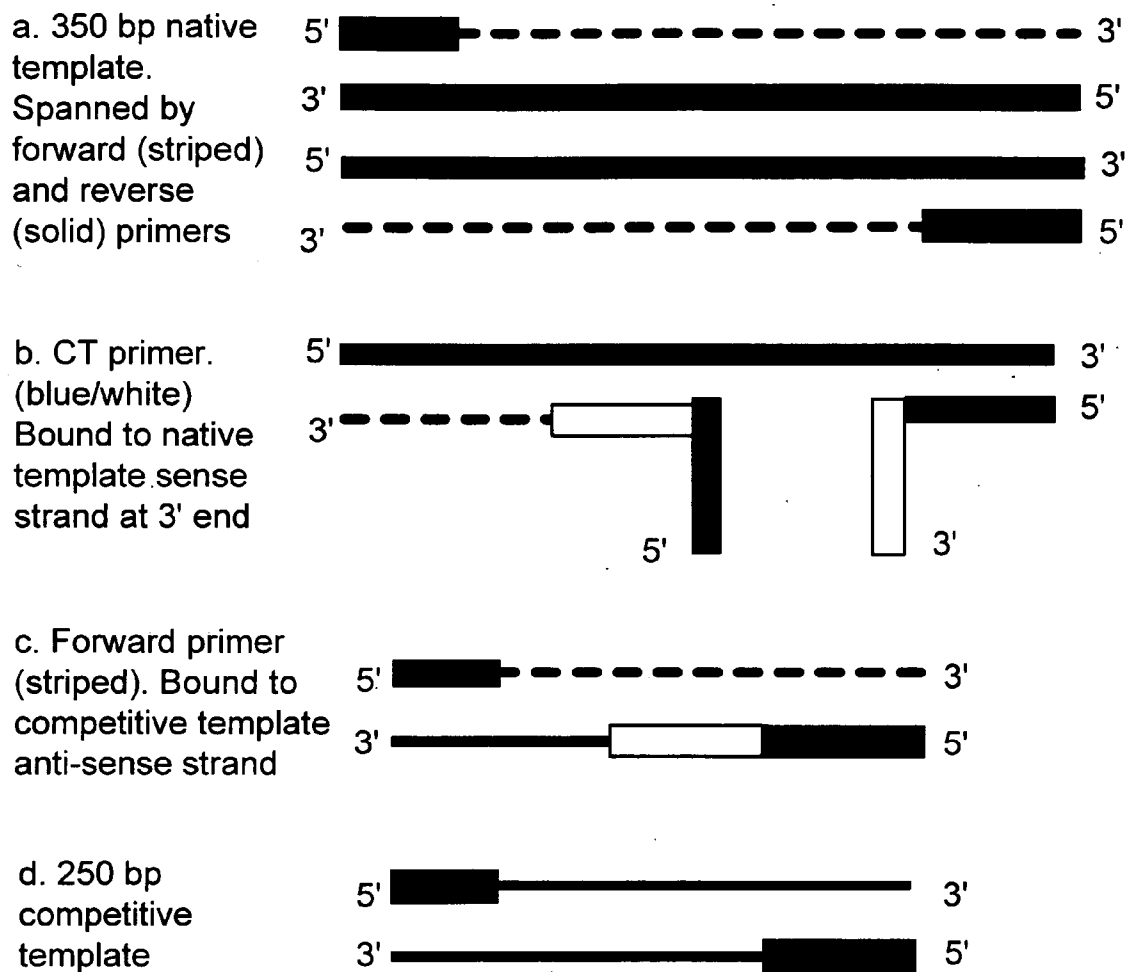 a. 350 bp native
template.
Spanned by
forward (striped)
and reverse
(solid) primers
5' 3'
3' 5'
5' 3'
3' 5'
b. CT primer.
(blue/white)
Bound to native
template sense
strand at 3' end
5' 3'
3' 5'
5' 3'
c. Forward primer
(striped). Bound to
competitive template
anti-sense strand
5' 3'
3' 5'
d. 250 bp
competitive
template
5' 3'
3' 5'